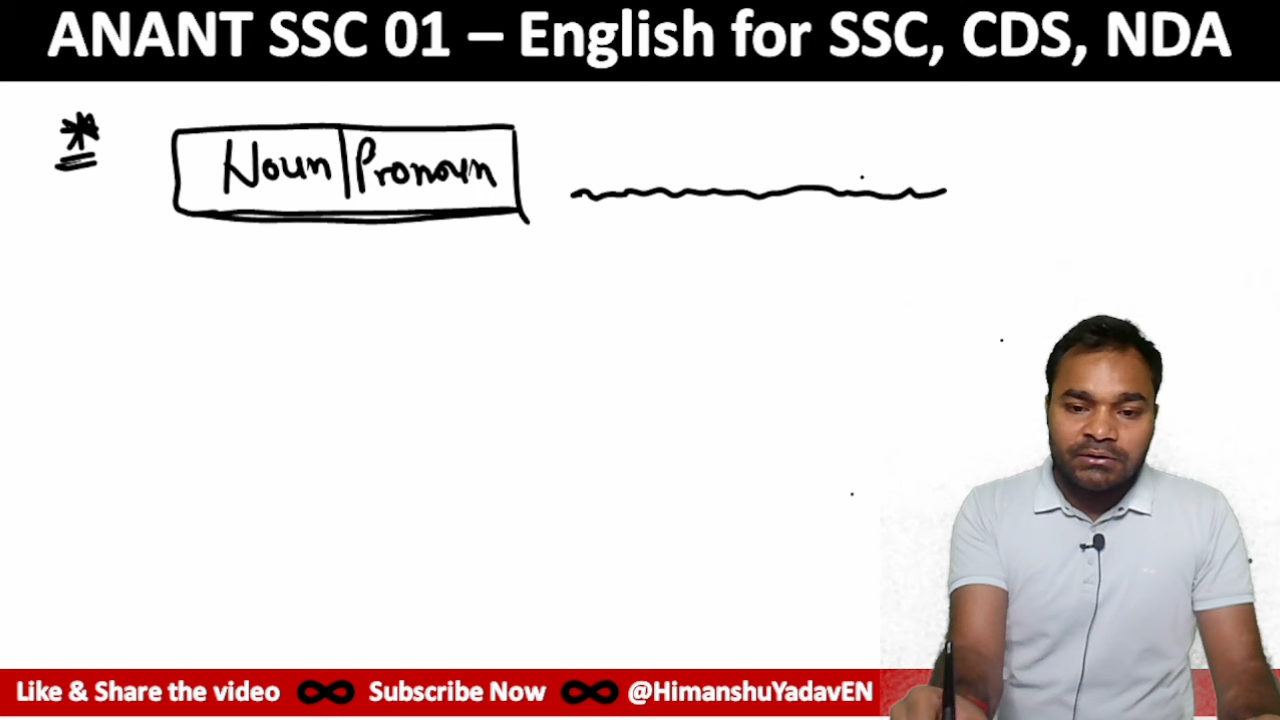 ANANT SSC 01 – English for SSC, CDS, NDA
* Noun | Pronoun
Like & Share the video ∞ Subscribe Now ∞ @HimanshuYadavEN